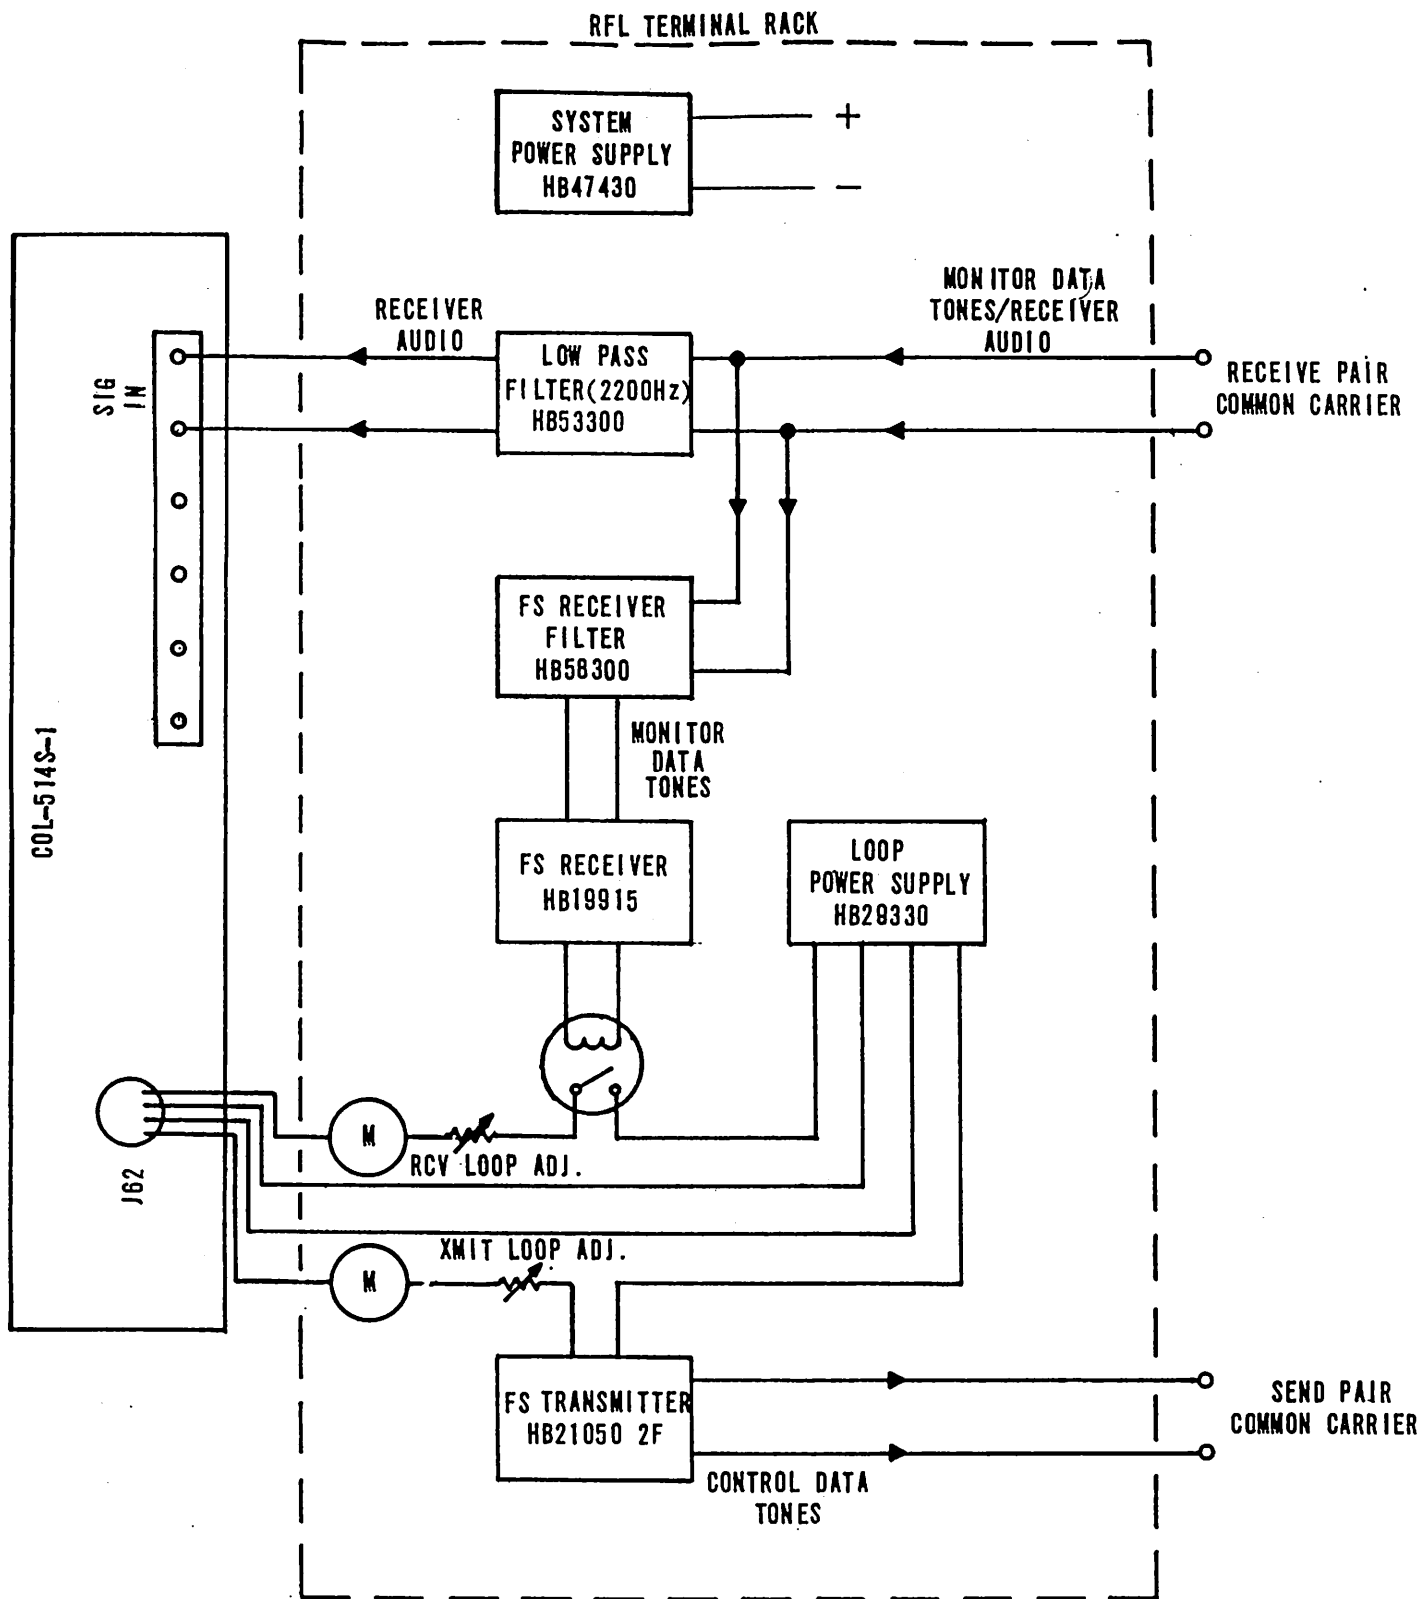 RFL TERMINAL RACK
SYSTEM
POWER SUPPLY
HB47430
+
−
RECEIVER
AUDIO
LOW PASS
FILTER(2200Hz)
HB53300
MONITOR DATA
TONES/RECEIVER
AUDIO
RECEIVE PAIR
COMMON CARRIER
SIG
IN
FS RECEIVER
FILTER
HB58300
MONITOR
DATA
TONES
COL-514S-1
FS RECEIVER
HB19915
LOOP
POWER SUPPLY
HB29330
J62
M
RCV LOOP ADJ.
XMIT LOOP ADJ.
M
FS TRANSMITTER
HB21050 2F
SEND PAIR
COMMON CARRIER
CONTROL DATA
TONES